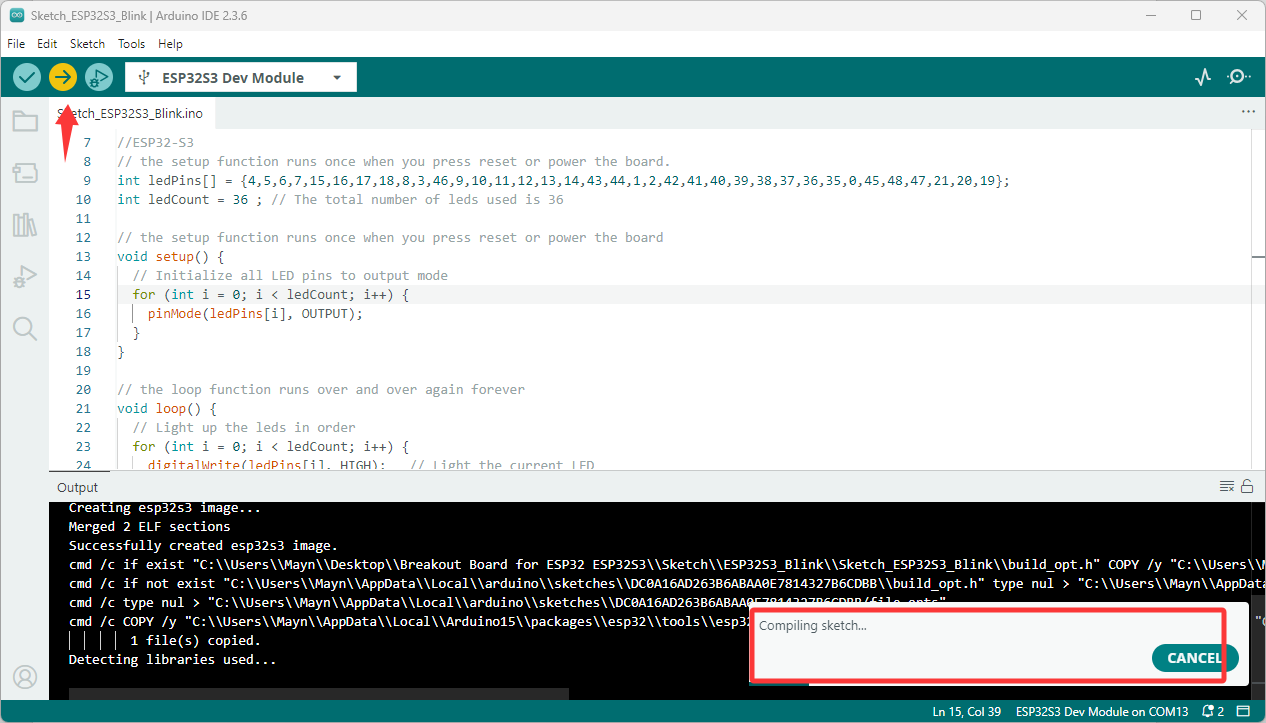 Sketch_ESP32S3_Blink | Arduino IDE 2.3.6
File Edit Sketch Tools Help
ESP32S3 Dev Module
Sketch_ESP32S3_Blink.ino
7 //ESP32-S3
8 // the setup function runs once when you press reset or power the board.
9 int ledPins[] = {4,5,6,7,15,16,17,18,8,3,46,9,10,11,12,13,14,43,44,1,2,42,41,40,39,38,37,36,35,0,45,48,47,21,20,19};
10 int ledCount = 36 ; // The total number of leds used is 36
11
12 // the setup function runs once when you press reset or power the board
13 void setup() {
14 // Initialize all LED pins to output mode
15 for (int i = 0; i < ledCount; i++) {
16 pinMode(ledPins[i], OUTPUT);
17 }
18 }
19
20 // the loop function runs over and over again forever
21 void loop() {
22 // Light up the leds in order
23 for (int i = 0; i < ledCount; i++) {
24 digitalWrite(ledPins[i], HIGH); // Light the current LED
Output
Creating esp32s3 image...
Merged 2 ELF sections
Successfully created esp32s3 image.
cmd /c if exist "C:\\Users\\Mayn\\Desktop\\Breakout Board for ESP32 ESP32S3\\Sketch\\ESP32S3_Blink\\Sketch_ESP32S3_Blink\\build_opt.h" COPY /y "C:\\Users\\
cmd /c if not exist "C:\\Users\\Mayn\\AppData\\Local\\arduino\\sketches\\DC0A16AD263B6ABAA0E7814327B6CDBB\\build_opt.h" type nul > "C:\\Users\\Mayn\\AppData
cmd /c type nul > "C:\\Users\\Mayn\\AppData\\Local\\arduino\\sketches\\DC0A16AD263B6ABAA0E7814327B6CDBB/file_opts"
cmd /c COPY /y "C:\\Users\\Mayn\\AppData\\Local\\Arduino15\\packages\\esp32\\tools\\esp32
1 file(s) copied.
Detecting libraries used...
Compiling sketch...
CANCEL
Ln 15, Col 39 ESP32S3 Dev Module on COM13 2